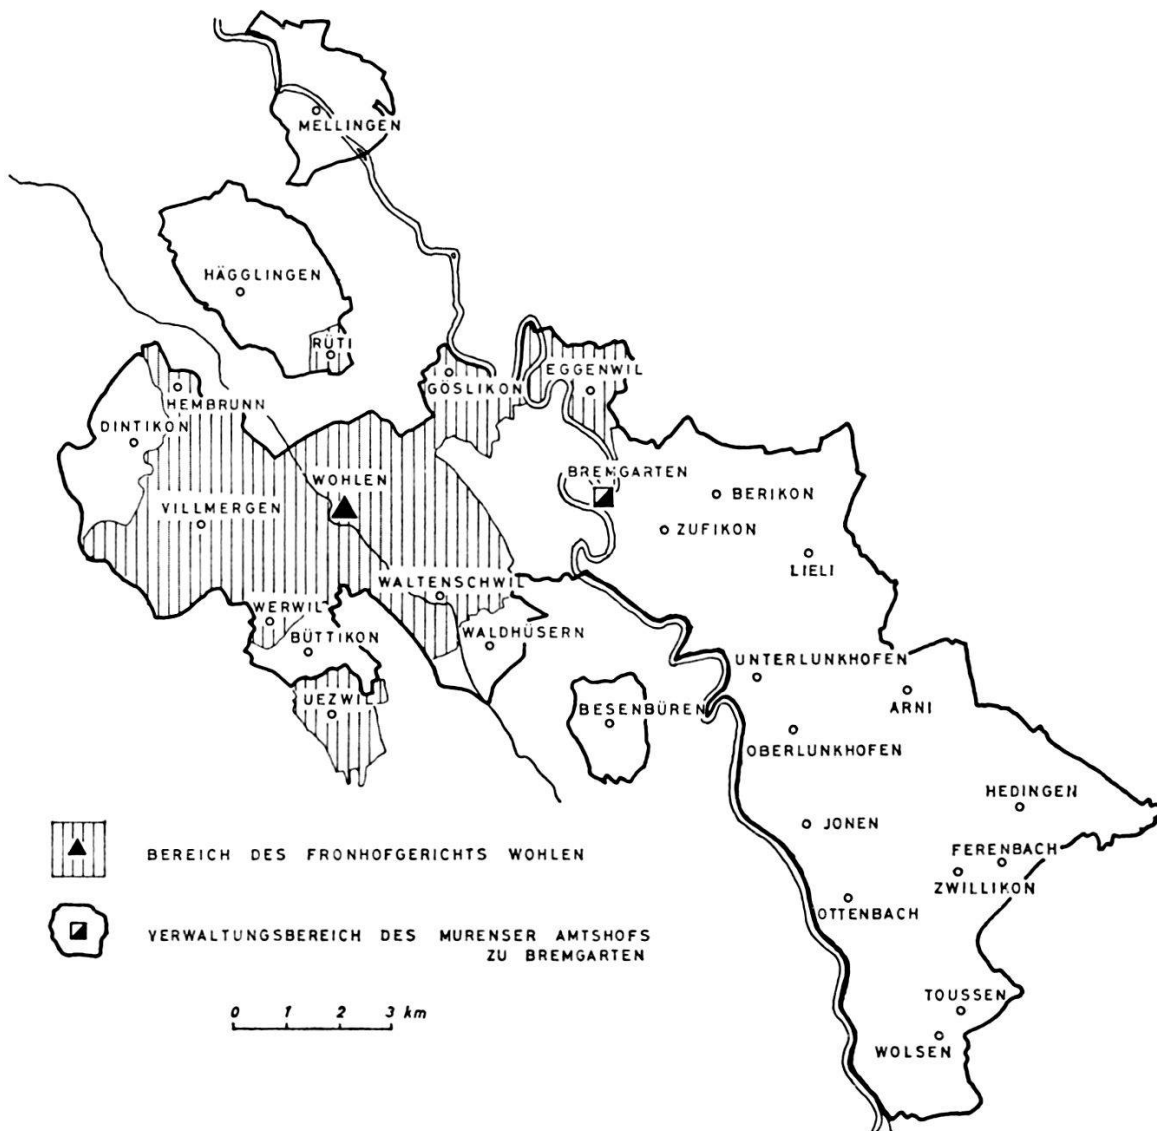 MELLINGEN
HÄGGLINGEN
RÜTI
GÖSLIKON
EGGENWIL
HEMBRUNN
DINTIKON
WOHLEN
BREMGARTEN
BERIKON
VILLMERGEN
ZUFIKON
LIELI
WALTENSCHWIL
WERWIL
BÜTTIKON
WALDHÜSERN
UNTERLUNKHOFEN
UEZWIL
BESENBÜREN
ARNI
OBERLUNKHOFEN
HEDINGEN
JONEN
FERENBACH
ZWILLIKON
OTTENBACH
TOUSSEN
WOLSEN
BEREICH DES FRONHOFGERICHTS WOHLEN
VERWALTUNGSBEREICH DES MURENSER AMTSHOFS
ZU BREMGARTEN
0 1 2 3 km